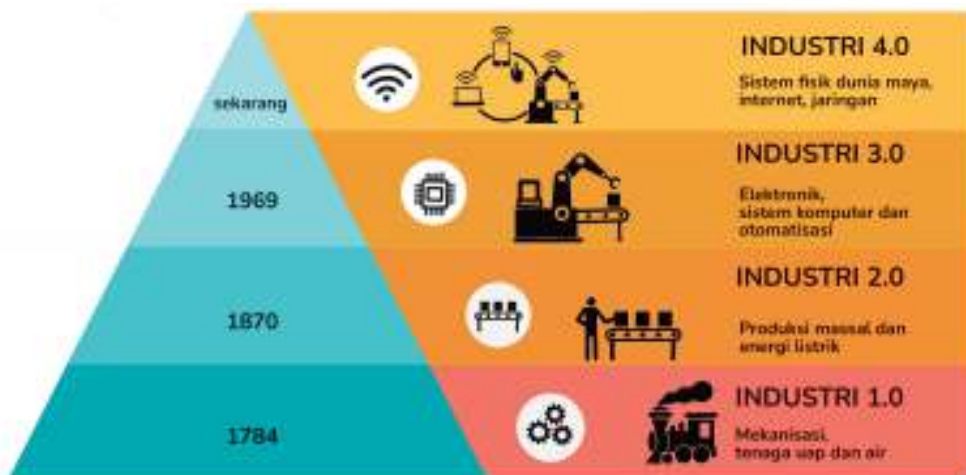 INDUSTRI 4.0
Sistem fisik dunia maya,
internet, jaringan
sekarang
INDUSTRI 3.0
Elektronik,
sistem komputer dan
otomatisasi
1969
INDUSTRI 2.0
Produksi massal dan
energi listrik
1870
INDUSTRI 1.0
Mekanisasi,
tenaga uap dan air
1784